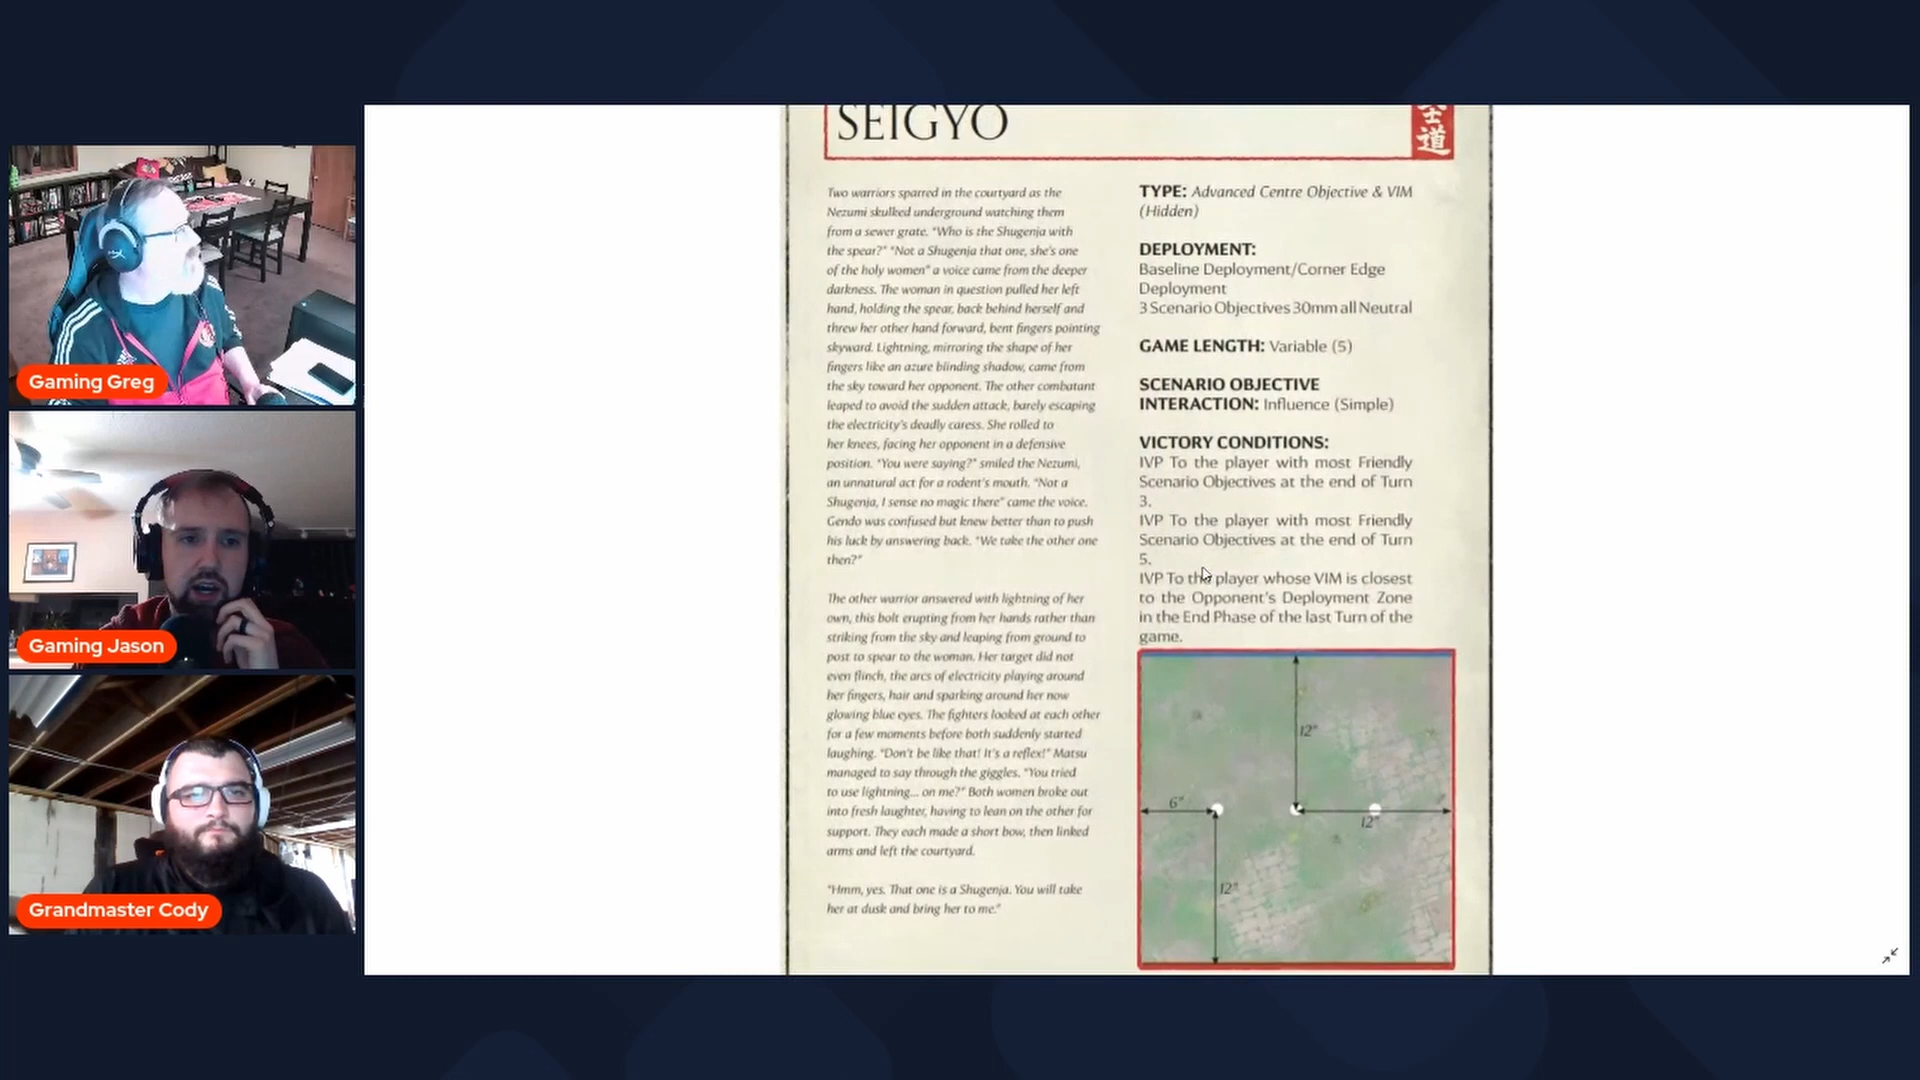 SEIGYO
道
Two warriors sparred in the courtyard as the
Nezumi skulked underground watching them
from a sewer grate. "Who is the Shugenja with
the spear?" "Not a Shugenja that one, she's one
of the holy women" a voice came from the deeper
darkness. The woman in question pulled her left
hand, holding the spear, back behind herself and
threw her other hand forward, bent fingers pointing
skyward. Lightning, mirroring the shape of her
fingers like an azure blinding shadow, came from
the sky toward her opponent. The other combatant
leaped to avoid the sudden attack, barely escaping
the electricity's deadly caress. She rolled to
her knees, facing her opponent in a defensive
position. "You were saying?" smiled the Nezumi,
an unnatural act for a rodent's mouth. "Not a
Shugenja, I sense no magic there" came the voice.
Gendo was confused but knew better than to push
his luck by answering back. "We take the other one
then?"
The other warrior answered with lightning of her
own, this bolt erupting from her hands rather than
striking from the sky and leaping from ground to
post to spear to the woman. Her target did not
even flinch, the arcs of electricity playing around
her fingers, hair and sparking around her now
glowing blue eyes. The fighters looked at each other
for a few moments before both suddenly started
laughing. "Don't be like that! It's a reflex!" Matsu
managed to say through the giggles. "You tried
to use lightning... on me?" Both women broke out
into fresh laughter, having to lean on the other for
support. They each made a short bow, then linked
arms and left the courtyard.
"Hmm, yes. That one is a Shugenja. You will take
her at dusk and bring her to me."
TYPE: Advanced Centre Objective & VIM
(Hidden)
DEPLOYMENT:
Baseline Deployment/Corner Edge
Deployment
3 Scenario Objectives 30mm all Neutral
GAME LENGTH: Variable (5)
SCENARIO OBJECTIVE
INTERACTION: Influence (Simple)
VICTORY CONDITIONS:
1VP To the player with most Friendly
Scenario Objectives at the end of Turn
3.
1VP To the player with most Friendly
Scenario Objectives at the end of Turn
5.
1VP To the player whose VIM is closest
to the Opponent's Deployment Zone
in the End Phase of the last Turn of the
game.
12"
6"
12"
12"
Gaming Greg
Gaming Jason
Grandmaster Cody